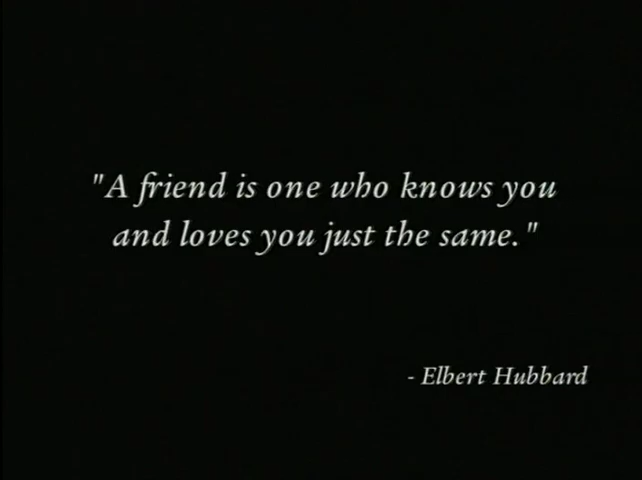 "A friend is one who knows you
and loves you just the same."
- Elbert Hubbard